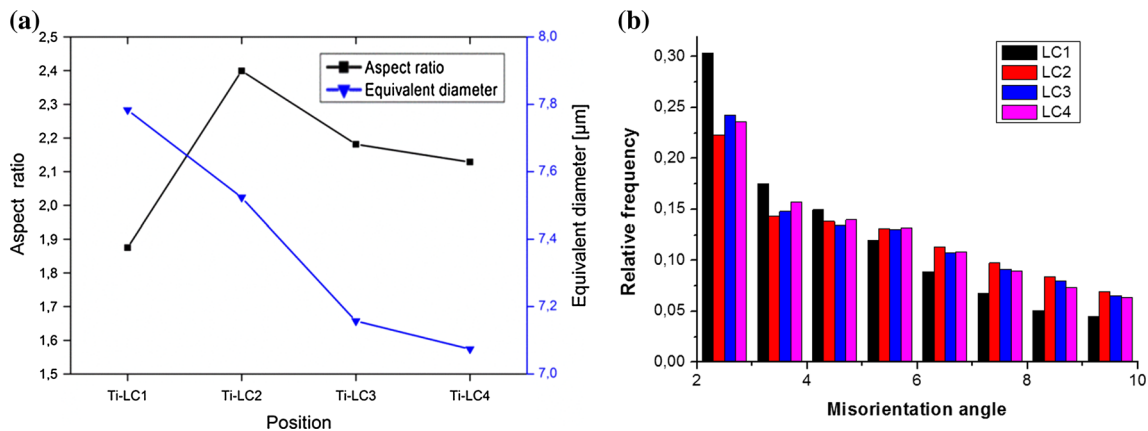 (a)
2,5
2,4
2,3
2,2
2,1
2,0
1,9
1,8
1,7
1,6
1,5
Aspect ratio
8,0
7,8
7,6
7,4
7,2
7,0
Equivalent diameter [µm]
Aspect ratio
Equivalent diameter
Ti-LC1 Ti-LC2 Ti-LC3 Ti-LC4
Position
(b)
0,30
0,25
0,20
0,15
0,10
0,05
0,00
Relative frequency
LC1
LC2
LC3
LC4
2 4 6 8 10
Misorientation angle